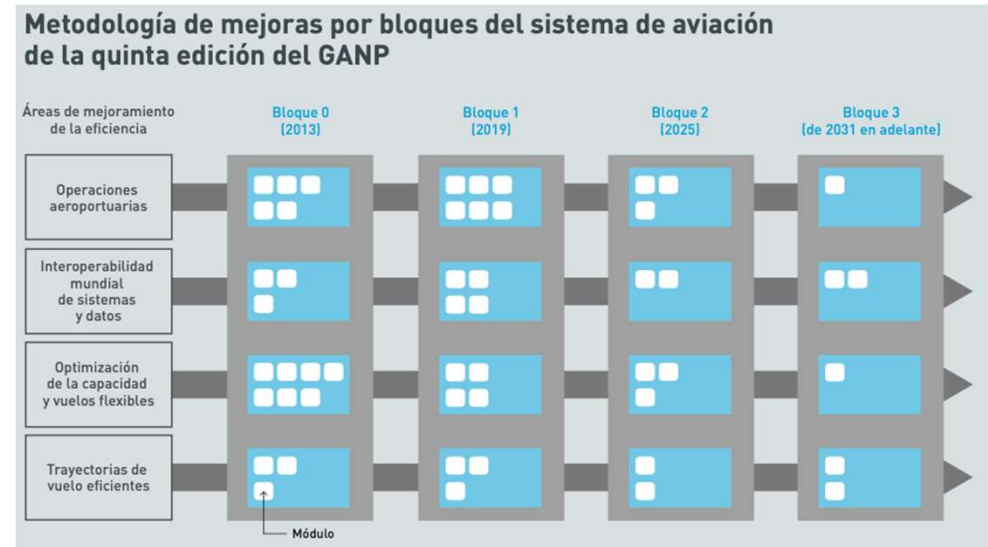 Metodología de mejoras por bloques del sistema de aviación
de la quinta edición del GANP
Áreas de mejoramiento
de la eficiencia
Bloque 0
(2013)
Bloque 1
(2019)
Bloque 2
(2025)
Bloque 3
(de 2031 en adelante)
Operaciones
aeroportuarias
Interoperabilidad
mundial
de sistemas
y datos
Optimización
de la capacidad
y vuelos flexibles
Trayectorias de
vuelo eficientes
Módulo